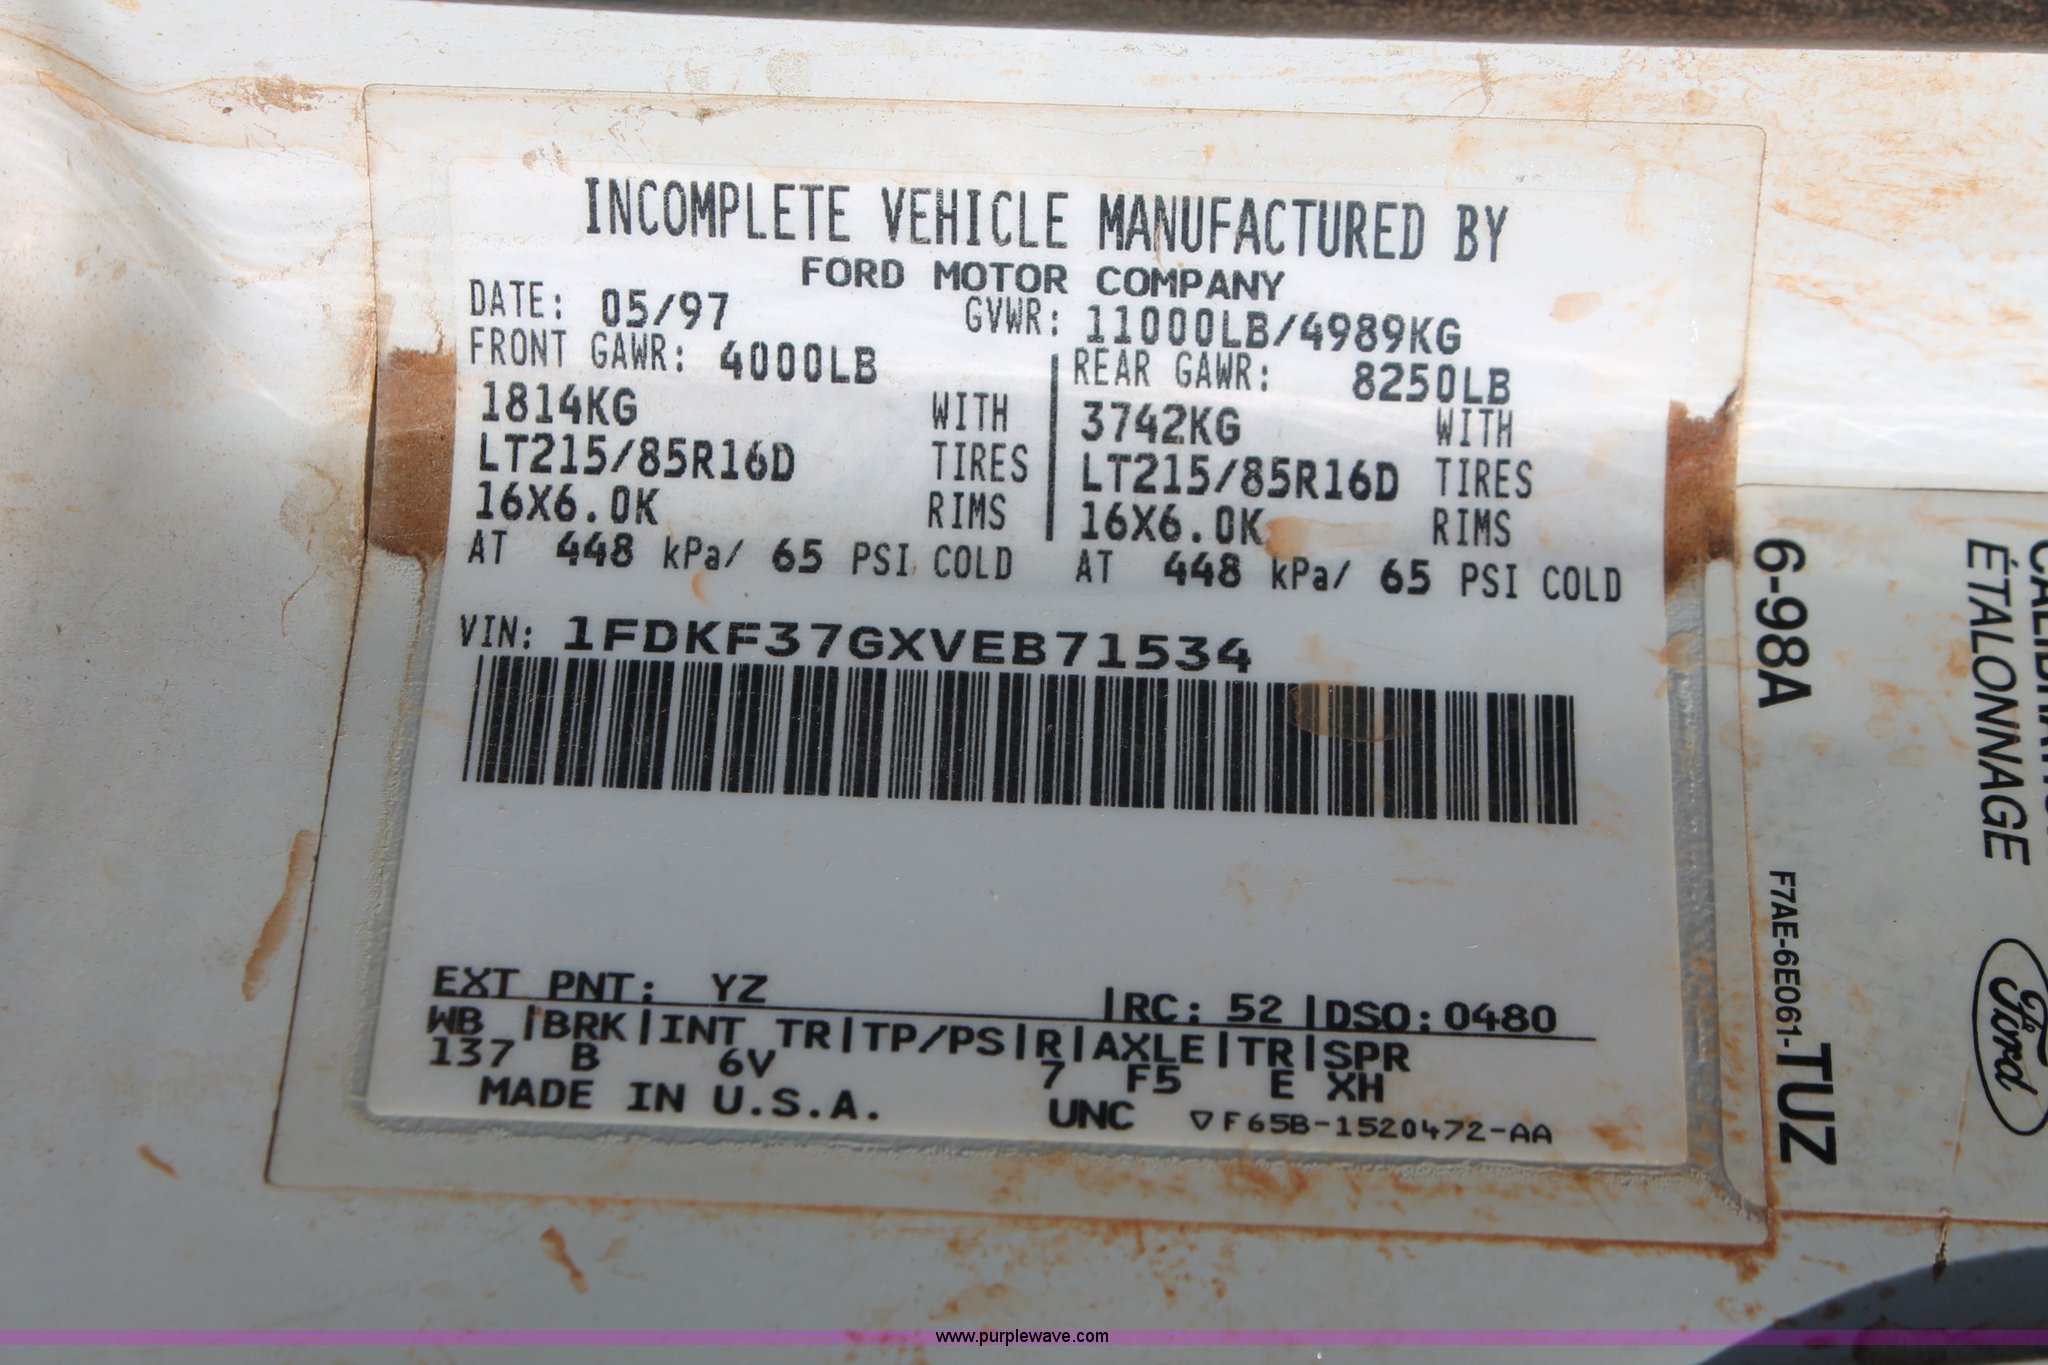 INCOMPLETE VEHICLE MANUFACTURED BY
FORD MOTOR COMPANY
DATE: 05/97 GVWR: 11000LB/4989KG
FRONT GAWR: 4000LB REAR GAWR: 8250LB
1814KG WITH 3742KG WITH
LT215/85R16D TIRES LT215/85R16D TIRES
16X6.0K RIMS 16X6.0K RIMS
AT 448 kPa/ 65 PSI COLD AT 448 kPa/ 65 PSI COLD
VIN: 1FDKF37GXVEB71534
EXT PNT: YZ |RC: 52 |DSO: 0480
WB |BRK|INT TR|TP/PS|R|AXLE|TR|SPR
137 B 6V 7 F5 E XH
MADE IN U.S.A. UNC ▽F65B-1520472-AA
ÉTALONNAGE
6-98A
F7AE-6E061-TUZ
Ford
www.purplewave.com